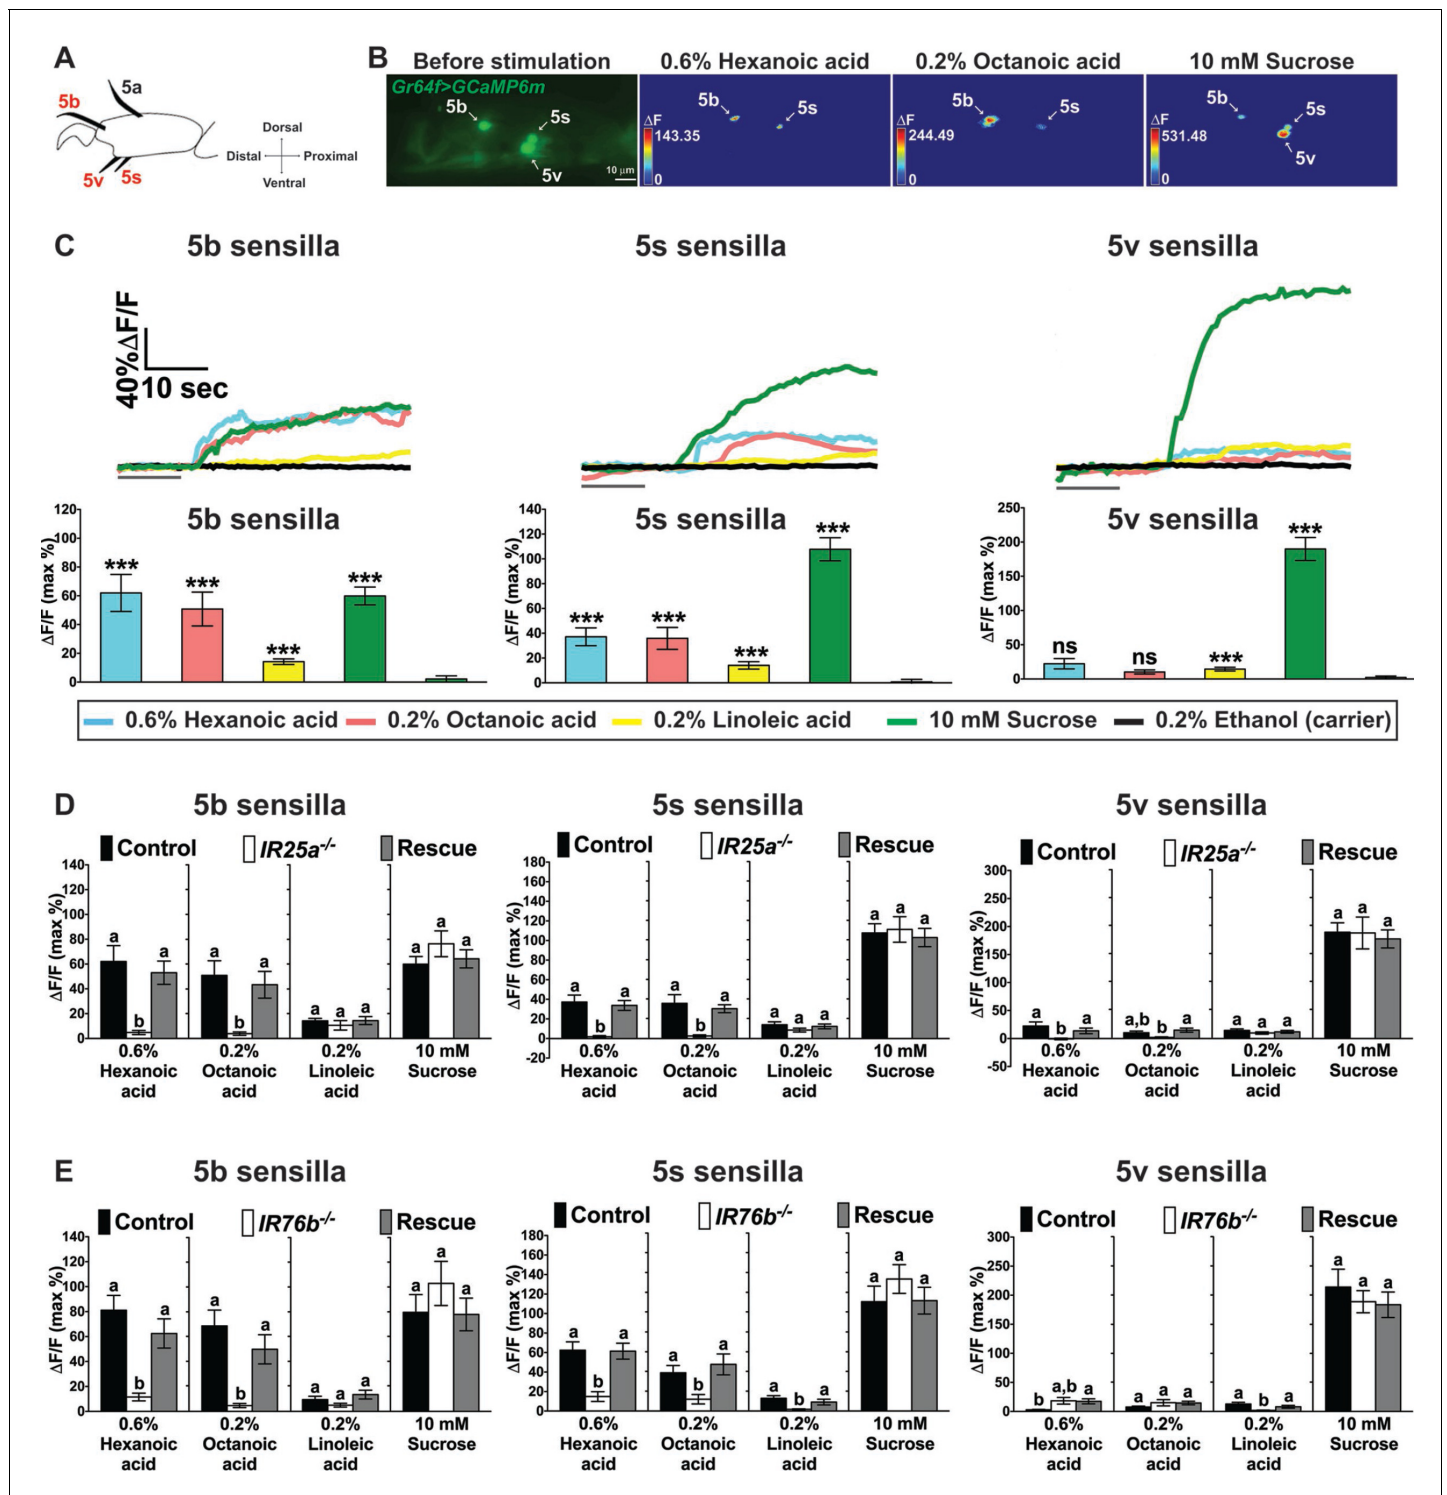 A
5a
5b
Dorsal
Distal
Proximal
Ventral
5v
5s
B
Before stimulation
0.6% Hexanoic acid
0.2% Octanoic acid
10 mM Sucrose
Gr64f>GCaMP6m
5b
5s
5v
10 µm
5b
5s
ΔF
143.35
0
5b
5s
ΔF
244.49
0
5b
5s
5v
ΔF
531.48
0
C
5b sensilla
5s sensilla
5v sensilla
40%ΔF/F
10 sec
5b sensilla
ΔF/F (max %)
120
100
80
60
40
20
0
***
***
***
***
5s sensilla
ΔF/F (max %)
140
120
100
80
60
40
20
0
***
***
***
***
5v sensilla
ΔF/F (max %)
250
200
150
100
50
0
ns
ns
***
***
0.6% Hexanoic acid
0.2% Octanoic acid
0.2% Linoleic acid
10 mM Sucrose
0.2% Ethanol (carrier)
D
5b sensilla
Control
IR25a-/-
Rescue
ΔF/F (max %)
140
120
100
80
60
40
20
0
a b a
a b a
a a a
a a a
0.6% Hexanoic acid
0.2% Octanoic acid
0.2% Linoleic acid
10 mM Sucrose
5s sensilla
Control
IR25a-/-
Rescue
ΔF/F (max %)
180
160
140
120
100
80
60
40
20
0
-20
a b a
a b a
a a a
a a a
0.6% Hexanoic acid
0.2% Octanoic acid
0.2% Linoleic acid
10 mM Sucrose
5v sensilla
Control
IR25a-/-
Rescue
ΔF/F (max %)
300
250
200
150
100
50
0
-50
a b a
a,b b a
a a a
a a a
0.6% Hexanoic acid
0.2% Octanoic acid
0.2% Linoleic acid
10 mM Sucrose
E
5b sensilla
Control
IR76b-/-
Rescue
ΔF/F (max %)
140
120
100
80
60
40
20
0
a b a
a b a
a a a
a a a
0.6% Hexanoic acid
0.2% Octanoic acid
0.2% Linoleic acid
10 mM Sucrose
5s sensilla
Control
IR76b-/-
Rescue
ΔF/F (max %)
180
160
140
120
100
80
60
40
20
0
a b a
a b a
a b a
a a a
0.6% Hexanoic acid
0.2% Octanoic acid
0.2% Linoleic acid
10 mM Sucrose
5v sensilla
Control
IR76b-/-
Rescue
ΔF/F (max %)
300
250
200
150
100
50
0
b a,b a
a a a
a b a
a a a
0.6% Hexanoic acid
0.2% Octanoic acid
0.2% Linoleic acid
10 mM Sucrose